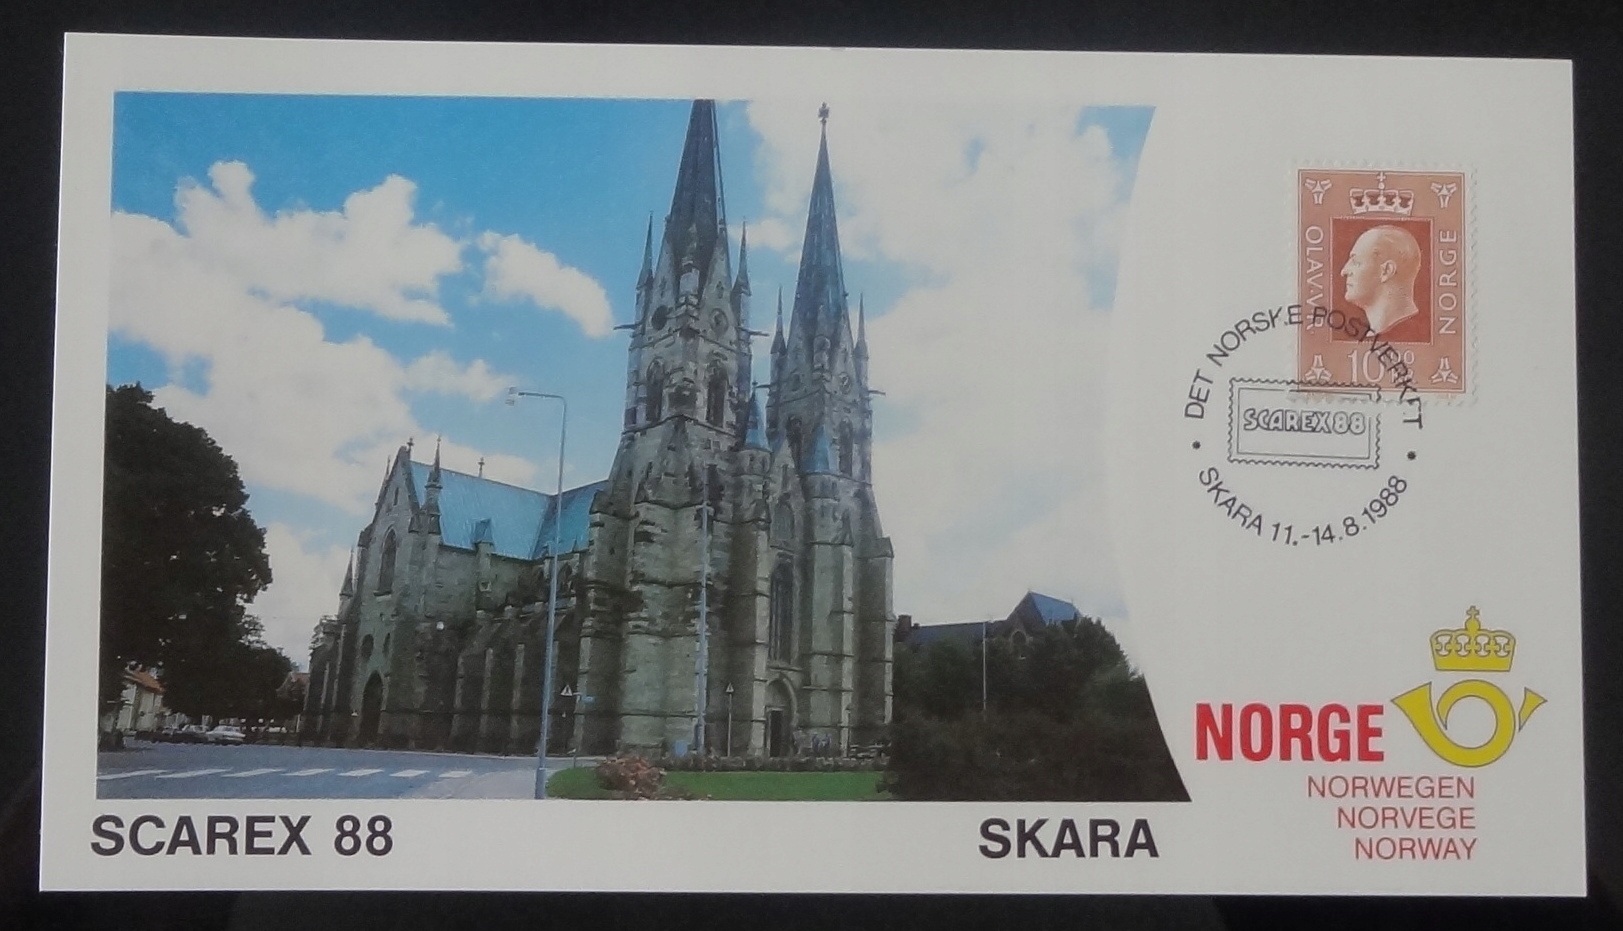 OLAV.V.R
NORGE
10.00
DET NORSKE POSTVERKET
SCAREX 88
SKARA 11.-14.8.1988
NORGE
NORWEGEN
NORVEGE
NORWAY
SCAREX 88
SKARA